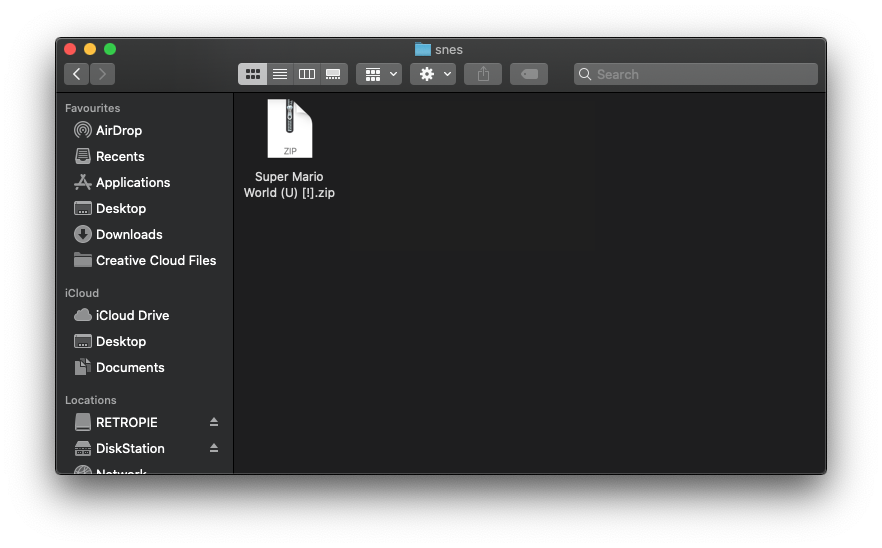 snes
Search
Favourites
AirDrop
Recents
Applications
Desktop
Downloads
Creative Cloud Files
iCloud
iCloud Drive
Desktop
Documents
Locations
RETROPIE
DiskStation
Network
ZIP
Super Mario
World (U) [!].zip